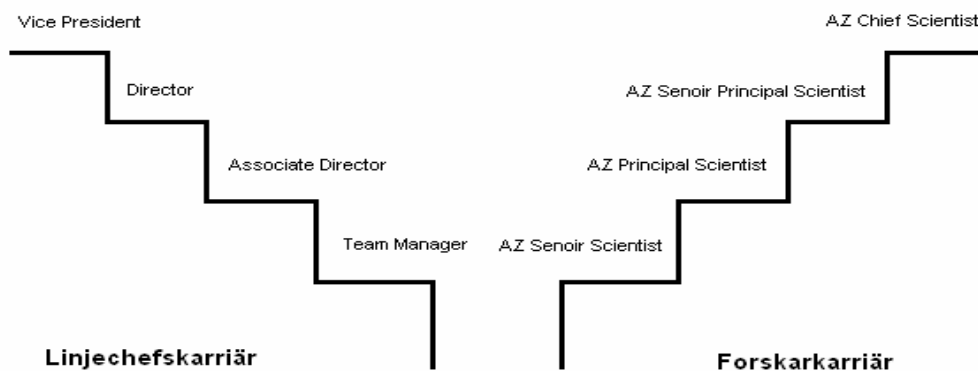 Vice President
AZ Chief Scientist
Director
AZ Senoir Principal Scientist
Associate Director
AZ Principal Scientist
Team Manager
AZ Senoir Scientist
Linjechefskarriär
Forskarkarriär